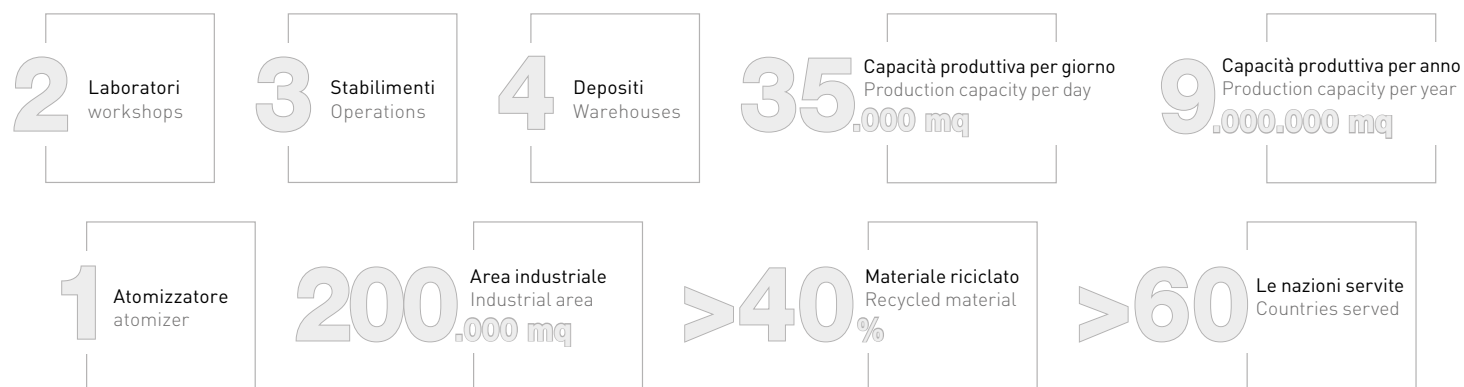 2
Laboratori
workshops
3
Stabilimenti
Operations
4
Depositi
Warehouses
35.000 mq
Capacità produttiva per giorno
Production capacity per day
9.000.000 mq
Capacità produttiva per anno
Production capacity per year
1
Atomizzatore
atomizer
200.000 mq
Area industriale
Industrial area
>40%
Materiale riciclato
Recycled material
>60
Le nazioni servite
Countries served